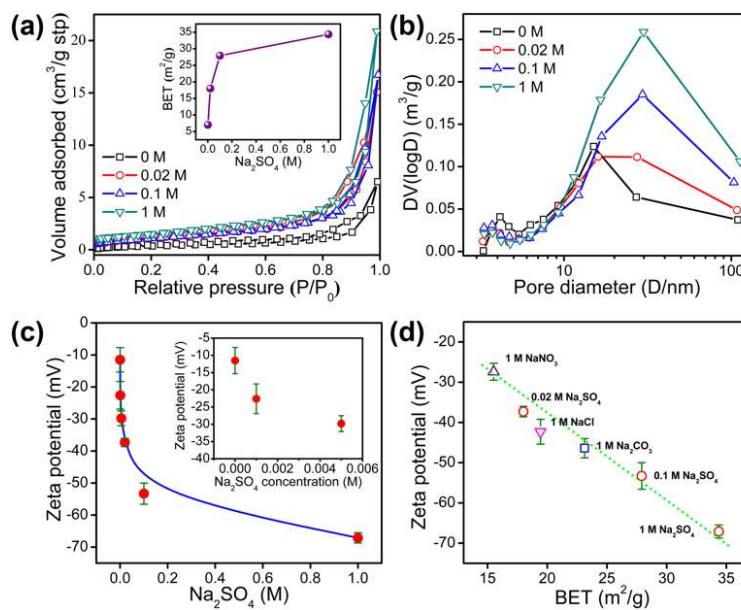 (a)
Volume adsorbed (cm³/g stp)
25
20
15
10
5
0
0.0 0.2 0.4 0.6 0.8 1.0
Relative pressure (P/P₀)
0 M
0.02 M
0.1 M
1 M
BET (m²/g)
35
30
25
20
15
10
5
0.0 0.2 0.4 0.6 0.8 1.0
Na₂SO₄ (M)
(b)
DV(logD) (m³/g)
0.25
0.20
0.15
0.10
0.05
0.00
10 100
Pore diameter (D/nm)
0 M
0.02 M
0.1 M
1 M
(c)
Zeta potential (mV)
0
-10
-20
-30
-40
-50
-60
-70
0.0 0.2 0.4 0.6 0.8 1.0
Na₂SO₄ (M)
Zeta potential (mV)
-5
-10
-15
-20
-25
-30
-35
-40
0.000 0.002 0.004 0.006
Na₂SO₄ concentration (M)
(d)
Zeta potential (mV)
-20
-30
-40
-50
-60
-70
15 20 25 30 35
BET (m²/g)
1 M NaNO₃
0.02 M Na₂SO₄
1 M NaCl
1 M Na₂CO₃
0.1 M Na₂SO₄
1 M Na₂SO₄